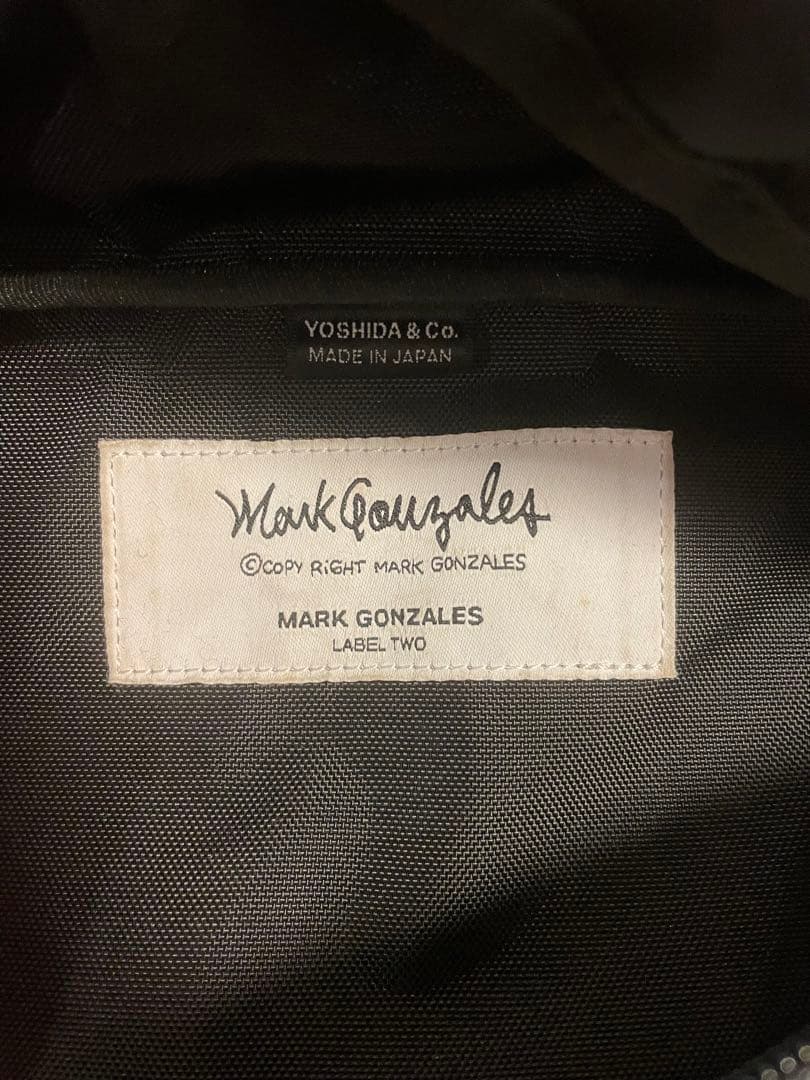 YOSHIDA & Co.
MADE IN JAPAN
Mark Gonzales
©COPY RiGHT MARK GONZALES
MARK GONZALES
LABEL TWO